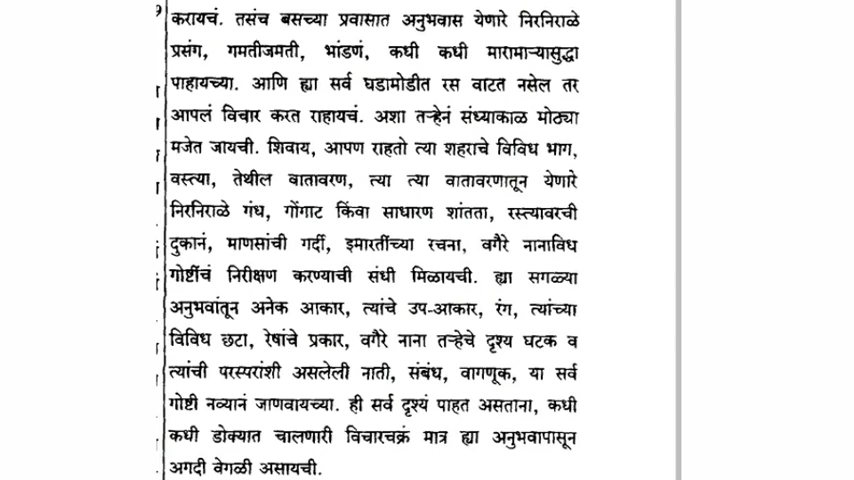 करायचं. तसंच बसच्या प्रवासात अनुभवास येणारे निरनिराळे
प्रसंग, गमतीजमती, भांडणं, कधी कधी मारामाऱ्यासुद्धा
पाहायच्या. आणि ह्या सर्व घडामोडीत रस वाटत नसेल तर
आपलं विचार करत राहायचं. अशा तऱ्हेनं संध्याकाळ मोठ्या
मजेत जायची. शिवाय, आपण राहतो त्या शहराचे विविध भाग,
वस्त्या, तेथील वातावरण, त्या त्या वातावरणातून येणारे
निरनिराळे गंध, गोंगाट किंवा साधारण शांतता, रस्त्यावरची
दुकानं, माणसांची गर्दी, इमारतींच्या रचना, वगैरे नानाविध
गोष्टींचं निरीक्षण करण्याची संधी मिळायची. ह्या सगळ्या
अनुभवांतून अनेक आकार, त्यांचे उप-आकार, रंग, त्यांच्या
विविध छटा, रेषांचे प्रकार, वगैरे नाना तऱ्हेचे दृश्य घटक व
त्यांची परस्परांशी असलेली नाती, संबंध, वागणूक, या सर्व
गोष्टी नव्यानं जाणवायच्या. ही सर्व दृश्यं पाहत असताना, कधी
कधी डोक्यात चालणारी विचारचक्रं मात्र ह्या अनुभवापासून
अगदी वेगळी असायची.